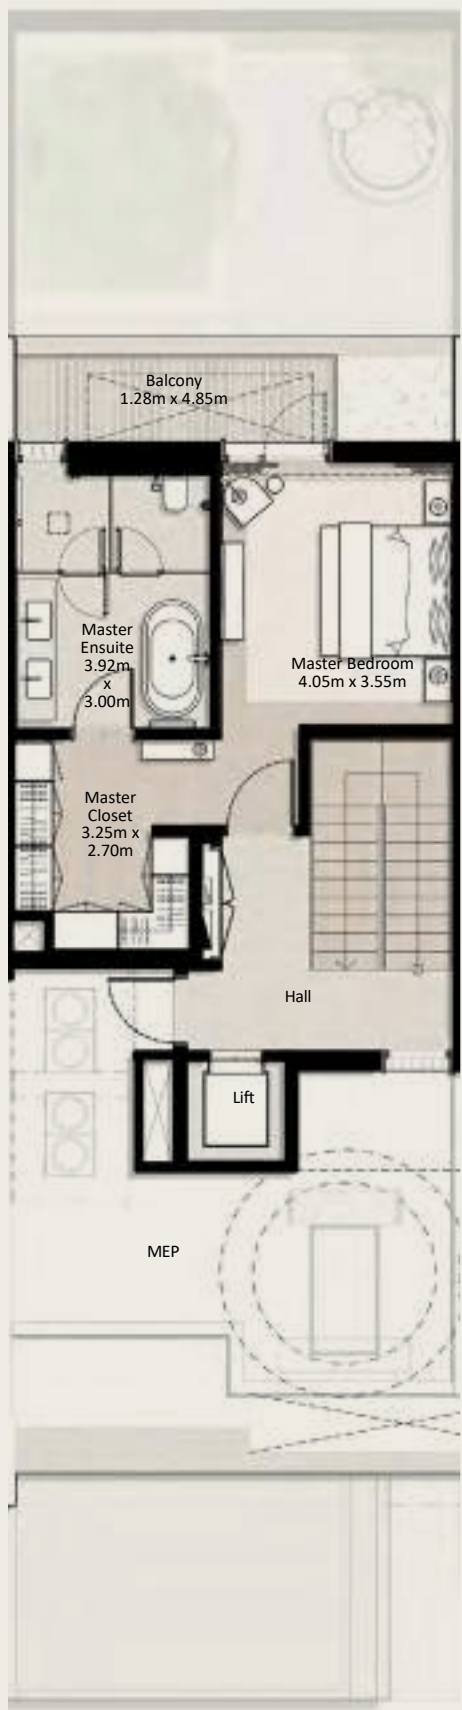 Balcony
1.28m x 4.85m
Master
Ensuite
3.92m
x
3.00m
Master Bedroom
4.05m x 3.55m
Master
Closet
3.25m x
2.70m
Hall
Lift
MEP